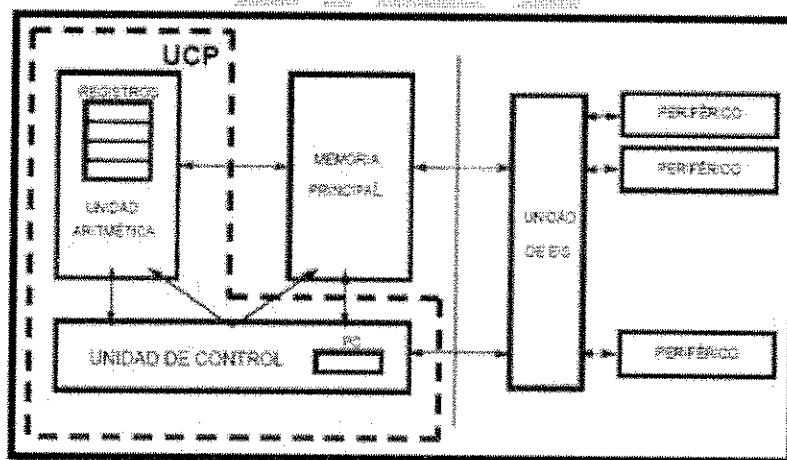 UCP
REGISTROS
UNIDAD
ARITMÉTICA
MEMORIA
PRINCIPAL
UNIDAD
DE E/S
PERIFÉRICO
PERIFÉRICO
UNIDAD DE CONTROL
PC
PERIFÉRICO